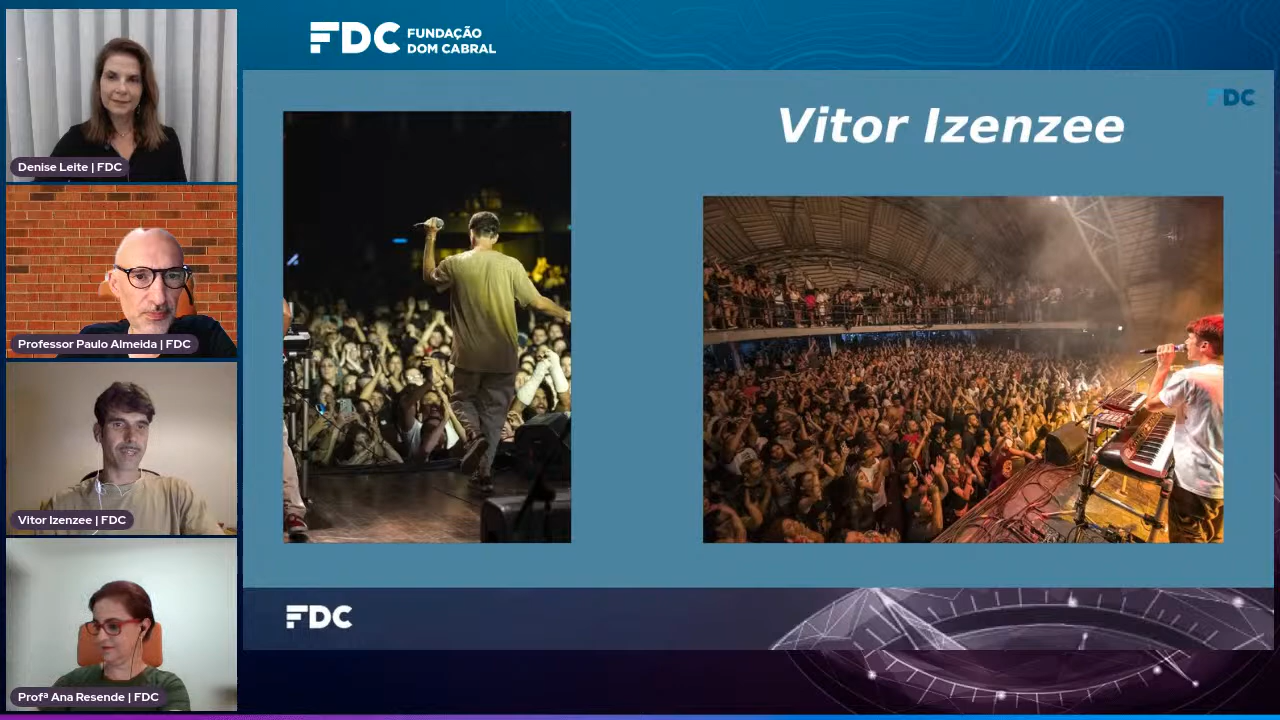 Denise Leite | FDC
Professor Paulo Almeida | FDC
Vitor Izenzee | FDC
Profª Ana Resende | FDC
FDC FUNDAÇÃO
DOM CABRAL
FDC
Vitor Izenzee
FDC